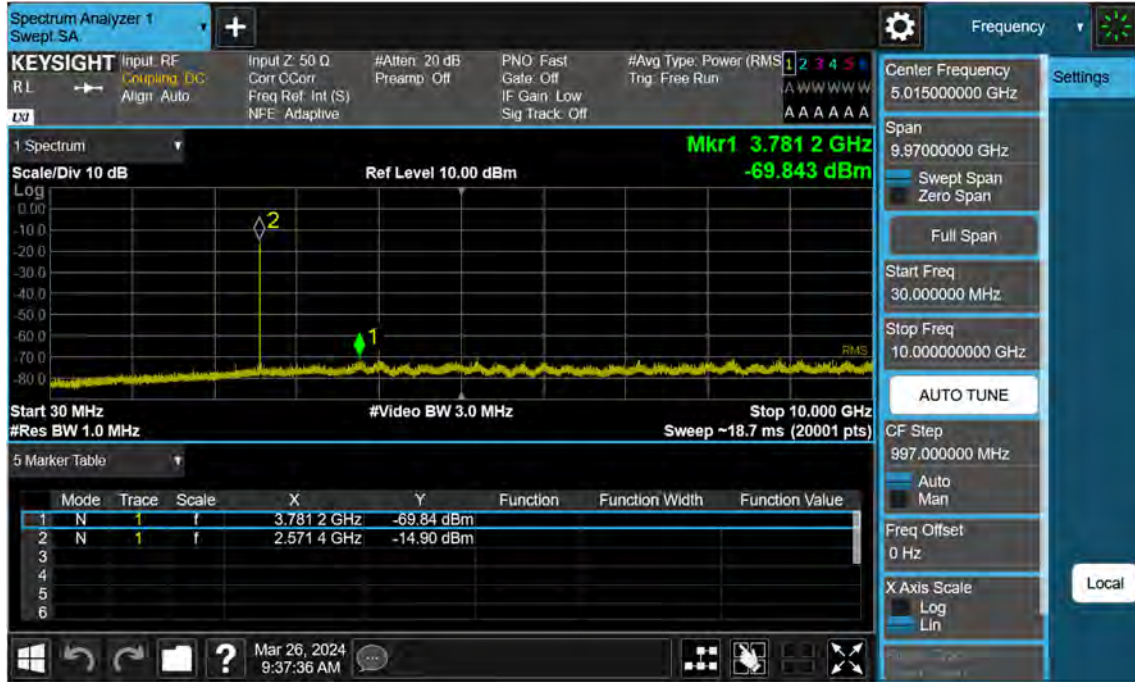 Spectrum Analyzer 1
Swept SA
Frequency
KEYSIGHT
RL
LXI
Input: RF
Coupling: DC
Align: Auto
Input Z: 50 Ω
Corr CCorr
Freq Ref: Int (S)
NFE: Adaptive
#Atten: 20 dB
Preamp: Off
PNO: Fast
Gate: Off
IF Gain: Low
Sig Track: Off
#Avg Type: Power (RMS
Trig: Free Run
1 2 3 4 5 6
A W W W W W
A A A A A A
1 Spectrum
Mkr1 3.781 2 GHz
-69.843 dBm
Scale/Div 10 dB
Ref Level 10.00 dBm
Log
0.00
-10.0
-20.0
-30.0
-40.0
-50.0
-60.0
-70.0
-80.0
2
1
RMS
Start 30 MHz
#Video BW 3.0 MHz
Stop 10.000 GHz
#Res BW 1.0 MHz
Sweep ~18.7 ms (20001 pts)
5 Marker Table
Mode Trace Scale X Y Function Function Width Function Value
1 N 1 f 3.781 2 GHz -69.84 dBm
2 N 1 f 2.571 4 GHz -14.90 dBm
3
4
5
6
?
Mar 26, 2024
9:37:36 AM
Center Frequency
5.015000000 GHz
Span
9.97000000 GHz
Swept Span
Zero Span
Full Span
Start Freq
30.000000 MHz
Stop Freq
10.000000000 GHz
AUTO TUNE
CF Step
997.000000 MHz
Auto
Man
Freq Offset
0 Hz
X Axis Scale
Log
Lin
Settings
Local